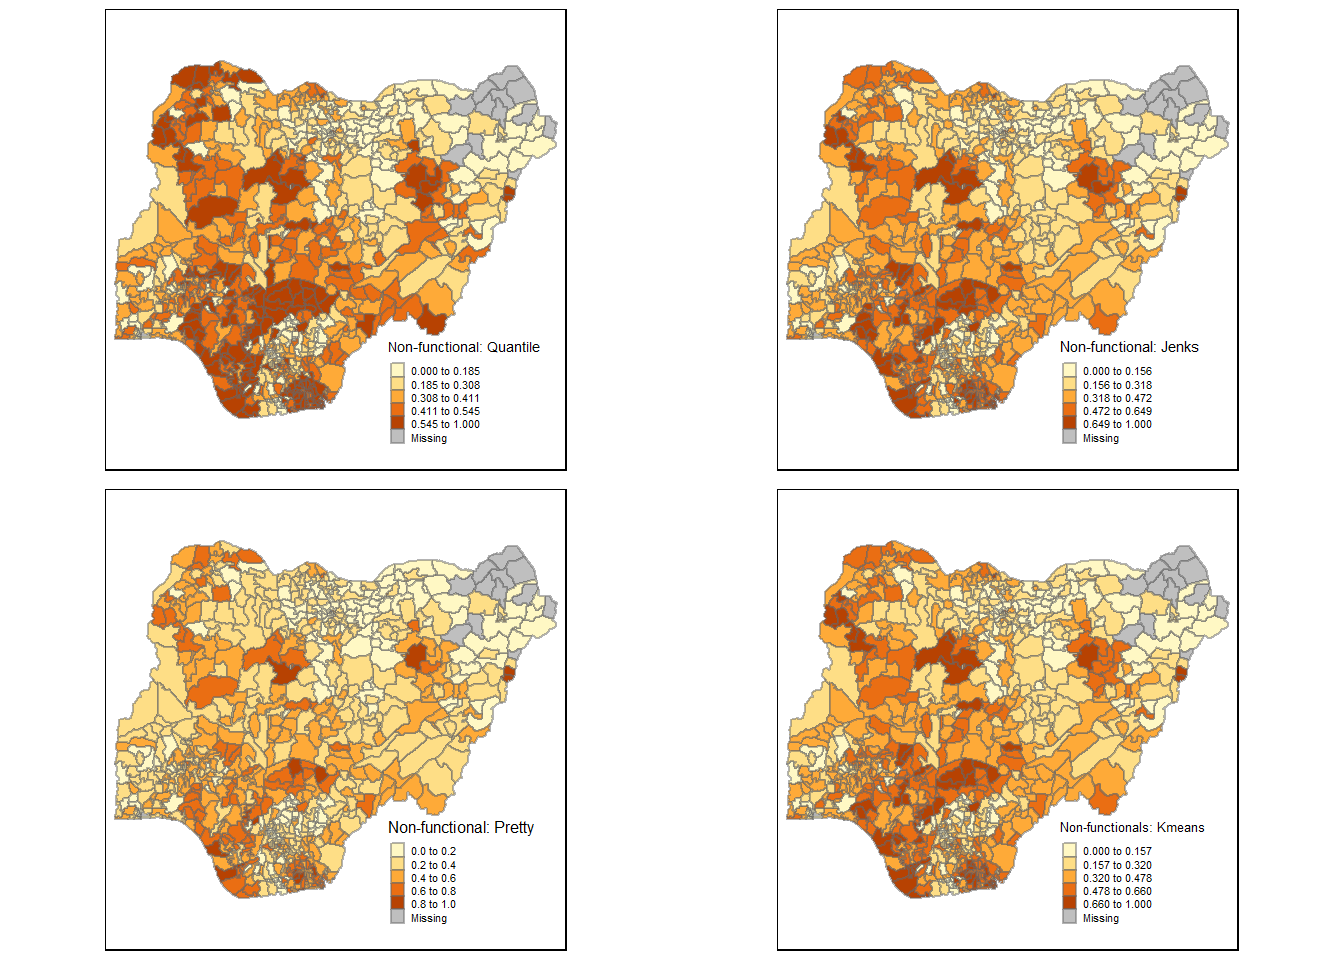 Non-functional: Quantile
0.000 to 0.185
0.185 to 0.308
0.308 to 0.411
0.411 to 0.545
0.545 to 1.000
Missing
Non-functional: Jenks
0.000 to 0.156
0.156 to 0.318
0.318 to 0.472
0.472 to 0.649
0.649 to 1.000
Missing
Non-functional: Pretty
0.0 to 0.2
0.2 to 0.4
0.4 to 0.6
0.6 to 0.8
0.8 to 1.0
Missing
Non-functionals: Kmeans
0.000 to 0.157
0.157 to 0.320
0.320 to 0.478
0.478 to 0.660
0.660 to 1.000
Missing